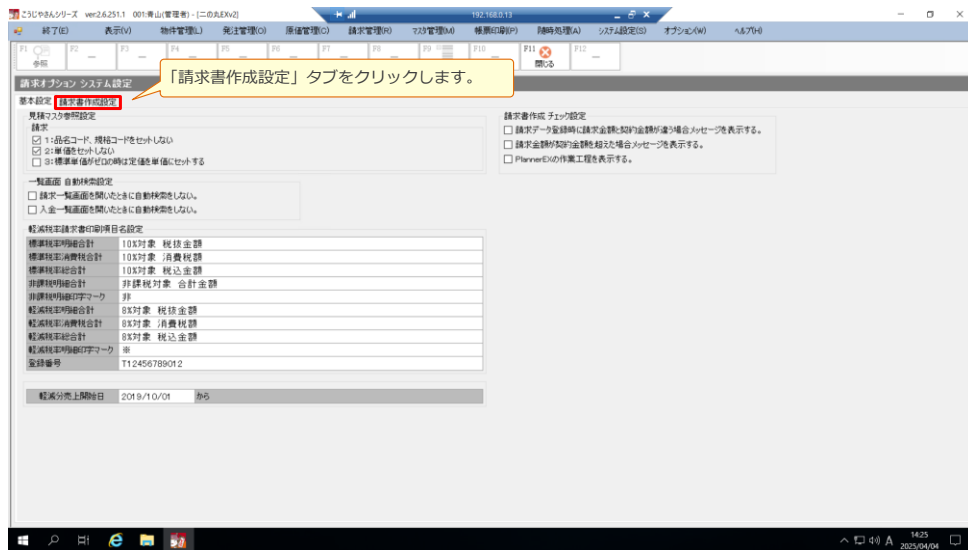 こうじやさんシリーズ ver2.6.251.1 001:青山(管理者) - [二の丸EXv2]
192.168.0.13
終了(E) 表示(V) 物件管理(L) 発注管理(O) 原価管理(C) 請求管理(R) マスタ管理(M) 帳票印刷(P) 随時処理(A) システム設定(S) オプション(W) ヘルプ(H)
F1 F2 F3 F4 F5 F6 F7 F8 F9 F10 F11 F12
参照 閉じる
「請求書作成設定」タブをクリックします。
請求オプション システム設定
基本設定 請求書作成設定
見積マスタ参照設定
請求
1:品名コード、規格コードをセットしない
2:単価をセットしない
3:標準単価がゼロの時は定価を単価にセットする
一覧画面 自動検索設定
請求一覧画面を開いたときに自動検索をしない。
入金一覧画面を開いたときに自動検索をしない。
軽減税率請求書印刷項目名設定
標準税率明細合計 10%対象 税抜金額
標準税率消費税合計 10%対象 消費税額
標準税率総合計 10%対象 税込金額
非課税明細合計 非課税対象 合計金額
非課税明細印字マーク 非
軽減税率明細合計 8%対象 税抜金額
軽減税率消費税合計 8%対象 消費税額
軽減税率総合計 8%対象 税込金額
軽減税率明細印字マーク ※
登録番号 T12456789012
軽減分売上開始日 2019/10/01 から
請求書作成 チェック設定
請求データ登録時に請求金額と契約金額が違う場合メッセージを表示する。
請求金額が契約金額を超えた場合メッセージを表示する。
PlannerEXの作業工程を表示する。
A 14:25
2025/04/04